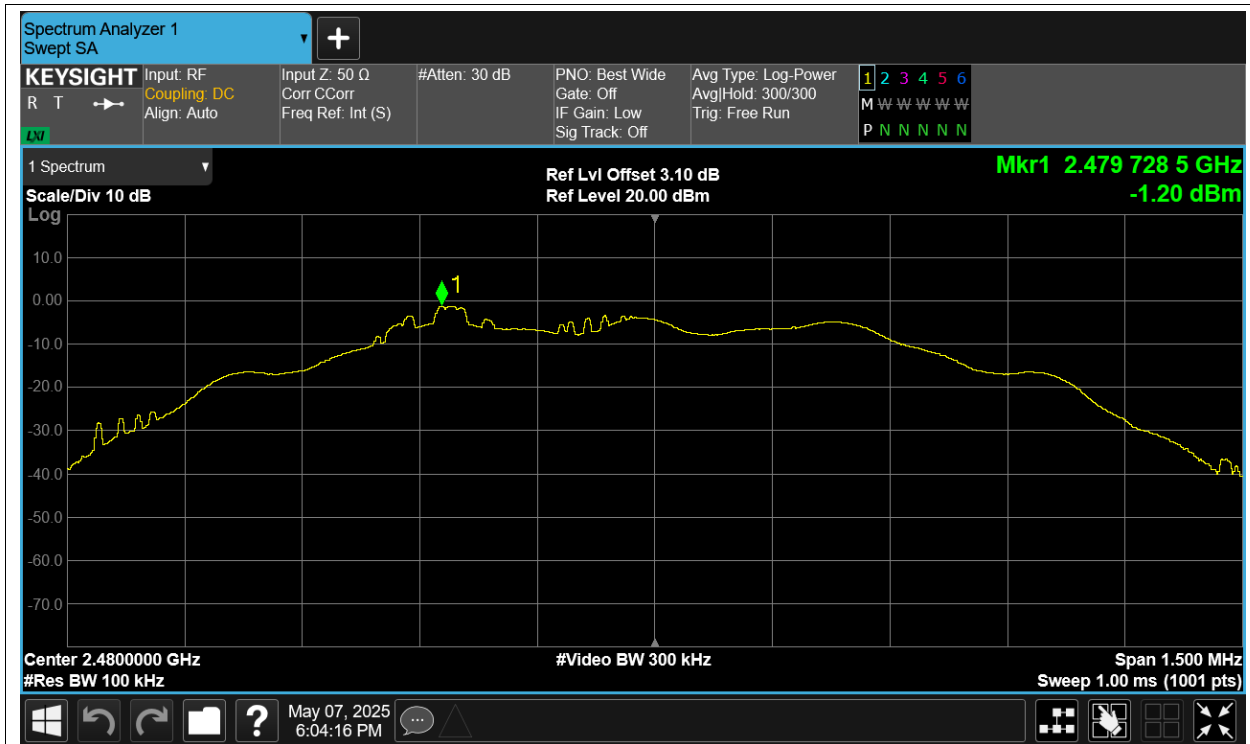 Spectrum Analyzer 1
Swept SA
KEYSIGHT
R T
LXI
Input: RF
Coupling: DC
Align: Auto
Input Z: 50 Ω
Corr CCorr
Freq Ref: Int (S)
#Atten: 30 dB
PNO: Best Wide
Gate: Off
IF Gain: Low
Sig Track: Off
Avg Type: Log-Power
Avg|Hold: 300/300
Trig: Free Run
1 2 3 4 5 6
M W W W W W
P N N N N N
1 Spectrum
Scale/Div 10 dB
Ref Lvl Offset 3.10 dB
Ref Level 20.00 dBm
Mkr1 2.479 728 5 GHz
-1.20 dBm
Log
10.0
0.00
-10.0
-20.0
-30.0
-40.0
-50.0
-60.0
-70.0
1
Center 2.4800000 GHz
#Video BW 300 kHz
Span 1.500 MHz
#Res BW 100 kHz
Sweep 1.00 ms (1001 pts)
?
May 07, 2025
6:04:16 PM